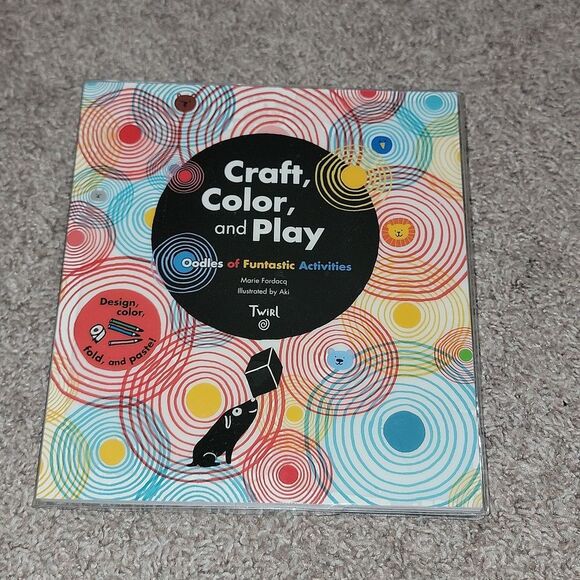 Craft,
Color,
and Play
Oodles of Funtastic Activities
Marie Fordacq
Illustrated by Aki
TWIRL
Design,
color,
fold, and paste!